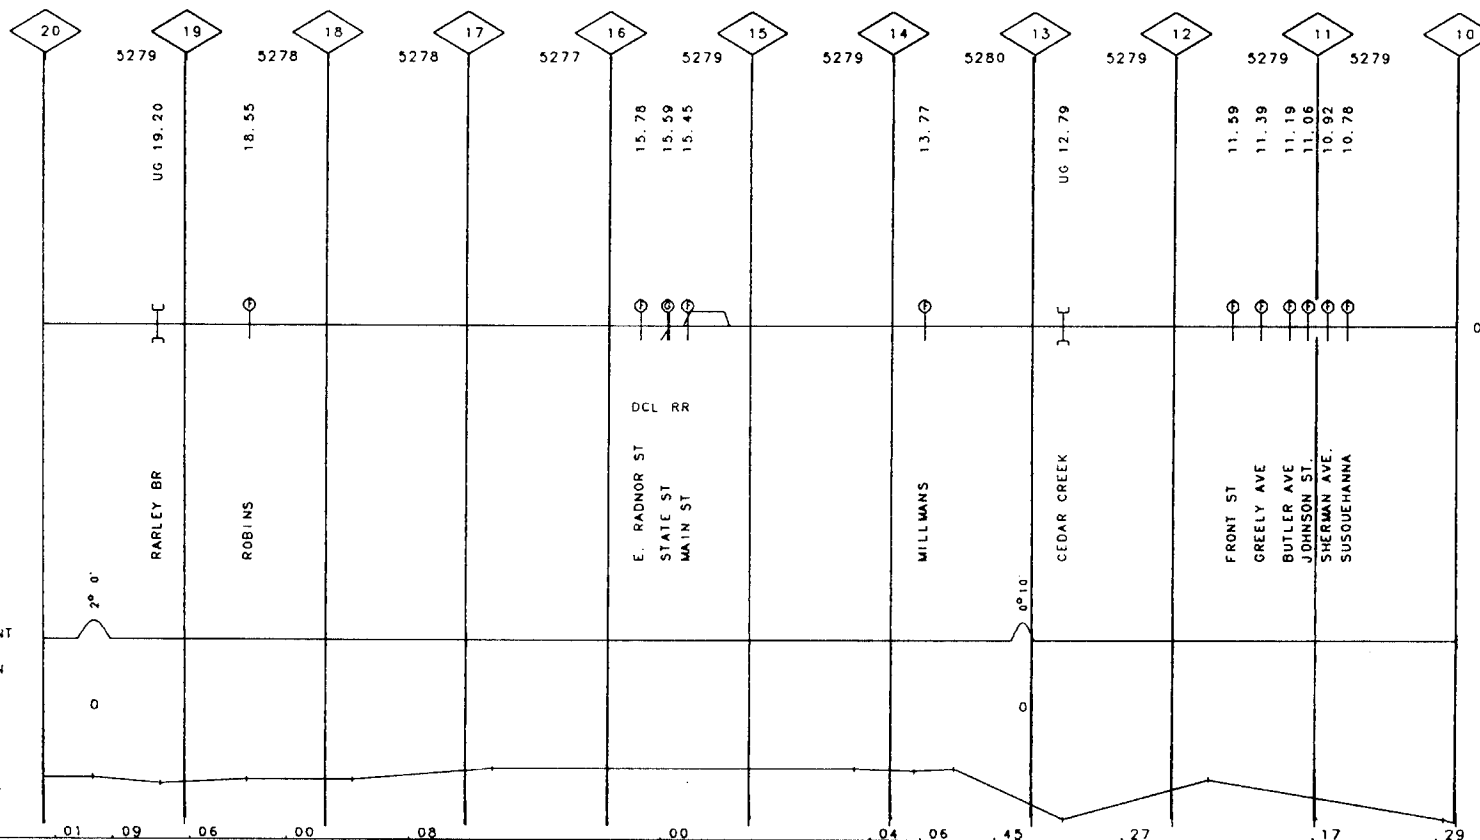 20 19 18 17 16 15 14 13 12 11 10
5279 5278 5278 5277 5279 5279 5280 5279 5279 5279
UG 19.20
18.55
15.78
15.59
15.45
13.77
UG 12.79
11.59
11.39
11.19
11.06
10.92
10.78
F F G F F F F F F F F
DCL RR
RARLEY BR
ROBINS
E. RADNOR ST
STATE ST
MAIN ST
MILLMANS
CEDAR CREEK
FRONT ST
GREELY AVE
BUTLER AVE
JOHNSON ST.
SHERMAN AVE.
SUSQUEHANNA
2° 0'
0° 10'
0 0
.01 .09 .06 .00 .08 .00 .04 .06 .45 .27 .17 .29